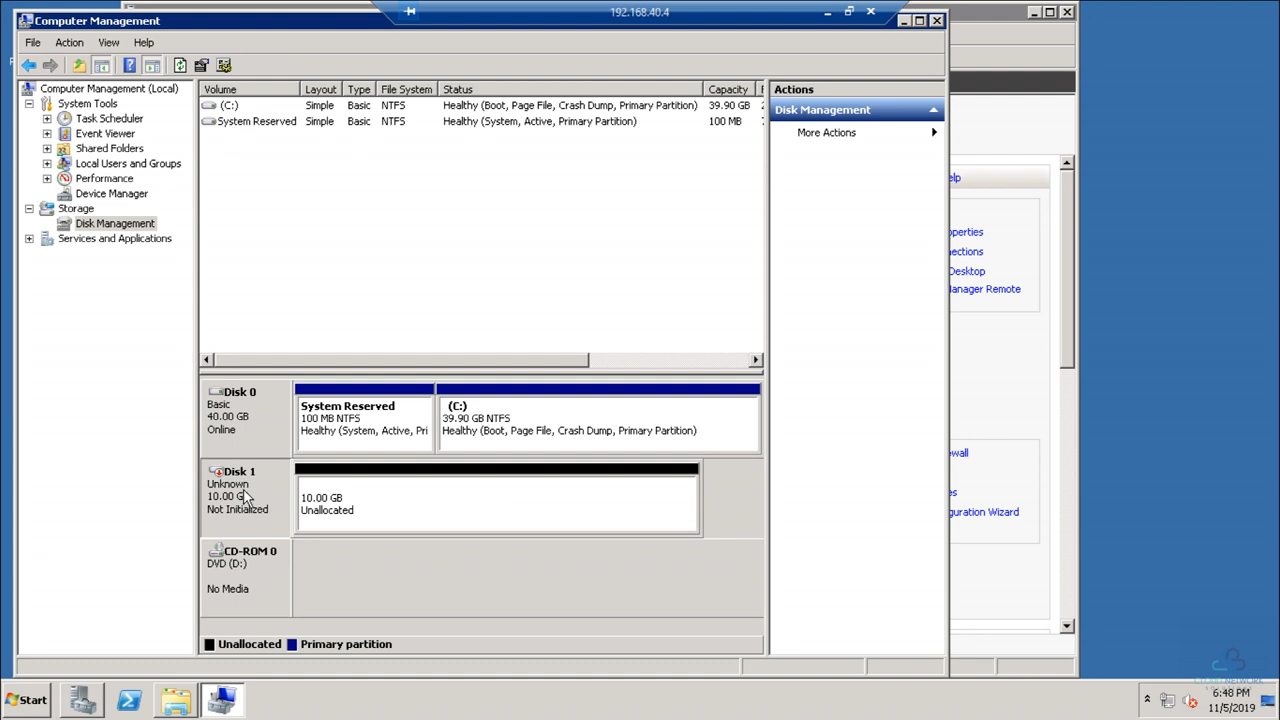 192.168.40.4
Computer Management
File Action View Help
Computer Management (Local)
System Tools
Task Scheduler
Event Viewer
Shared Folders
Local Users and Groups
Performance
Device Manager
Storage
Disk Management
Services and Applications
Volume Layout Type File System Status Capacity
(C:) Simple Basic NTFS Healthy (Boot, Page File, Crash Dump, Primary Partition) 39.90 GB
System Reserved Simple Basic NTFS Healthy (System, Active, Primary Partition) 100 MB
Actions
Disk Management
More Actions
Disk 0
Basic
40.00 GB
Online
System Reserved
100 MB NTFS
Healthy (System, Active, Pri
(C:)
39.90 GB NTFS
Healthy (Boot, Page File, Crash Dump, Primary Partition)
Disk 1
Unknown
10.00 G
Not Initialized
10.00 GB
Unallocated
CD-ROM 0
DVD (D:)
No Media
Unallocated Primary partition
elp
operties
ections
Desktop
anager Remote
ewall
es
guration Wizard
Start
6:48 PM
11/5/2019